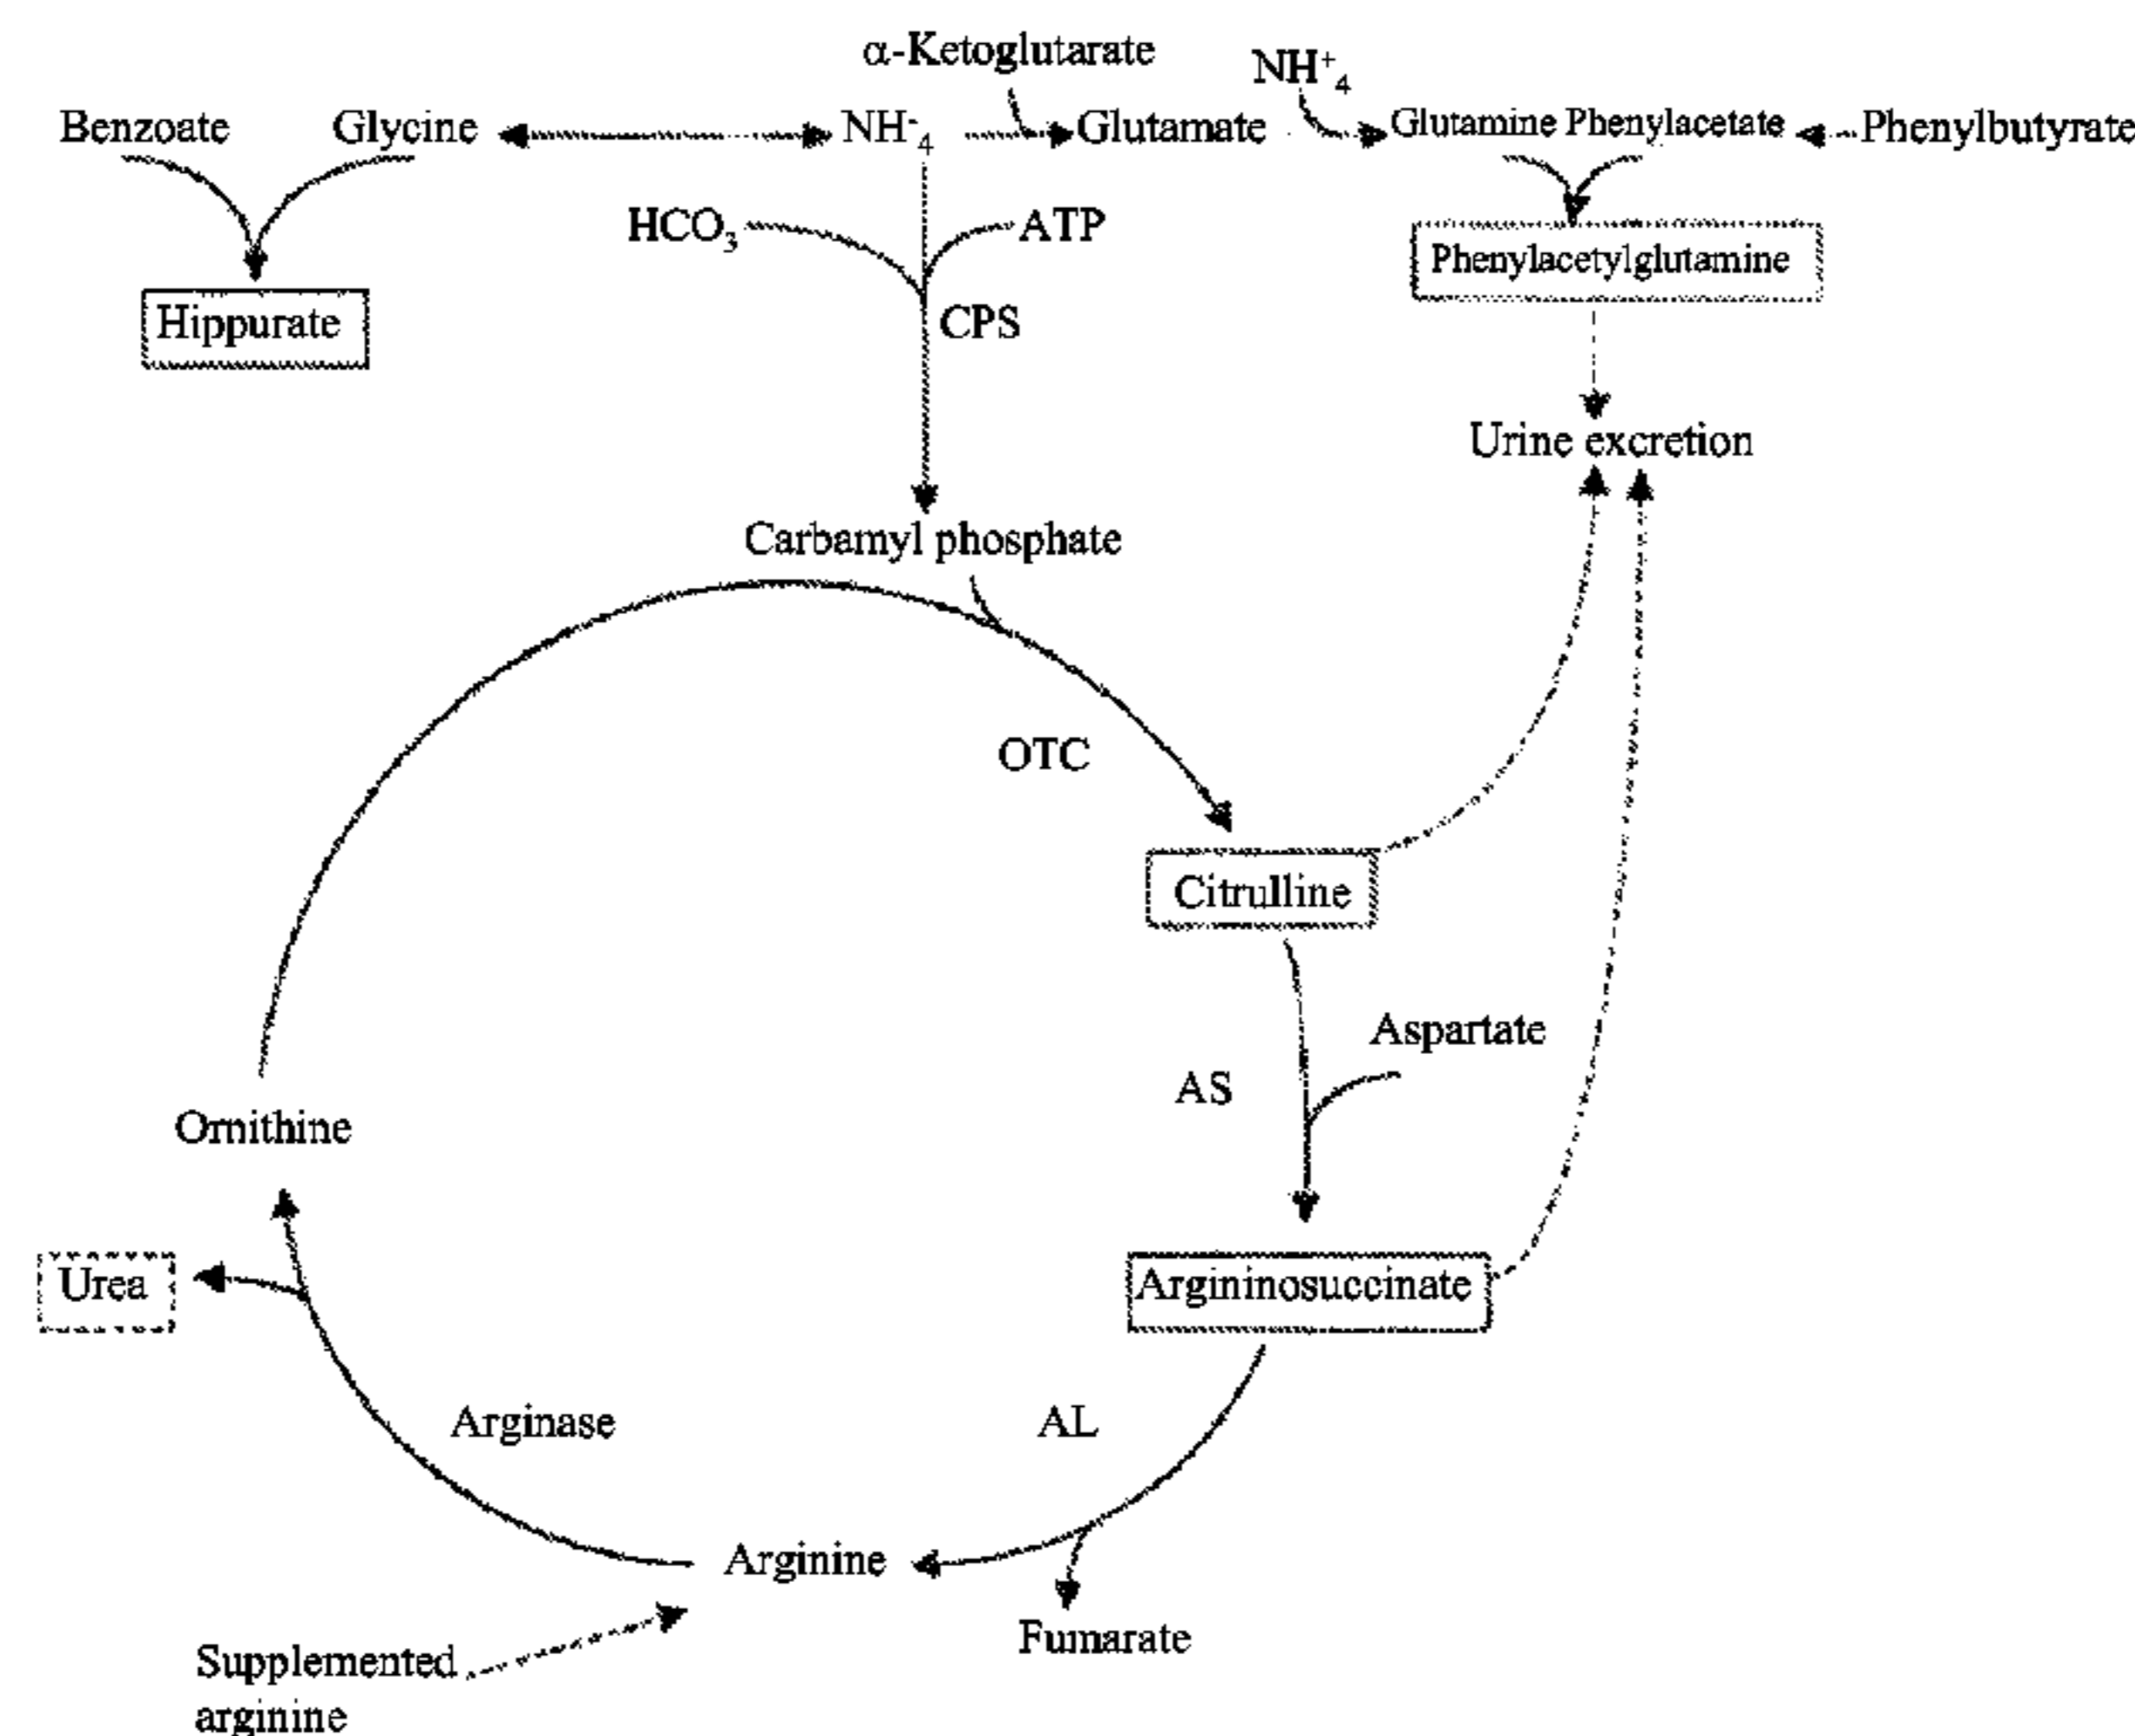 α-Ketoglutarate
NH⁺₄
Benzoate
Glycine
NH⁻₄
Glutamate
Glutamine Phenylacetate
Phenylbutyrate
HCO₃
ATP
Phenylacetylglutamine
Hippurate
CPS
Urine excretion
Carbamyl phosphate
OTC
Citrulline
Aspartate
AS
Ornithine
Urea
Argininosuccinate
Arginase
AL
Arginine
Fumarate
Supplemented
arginine